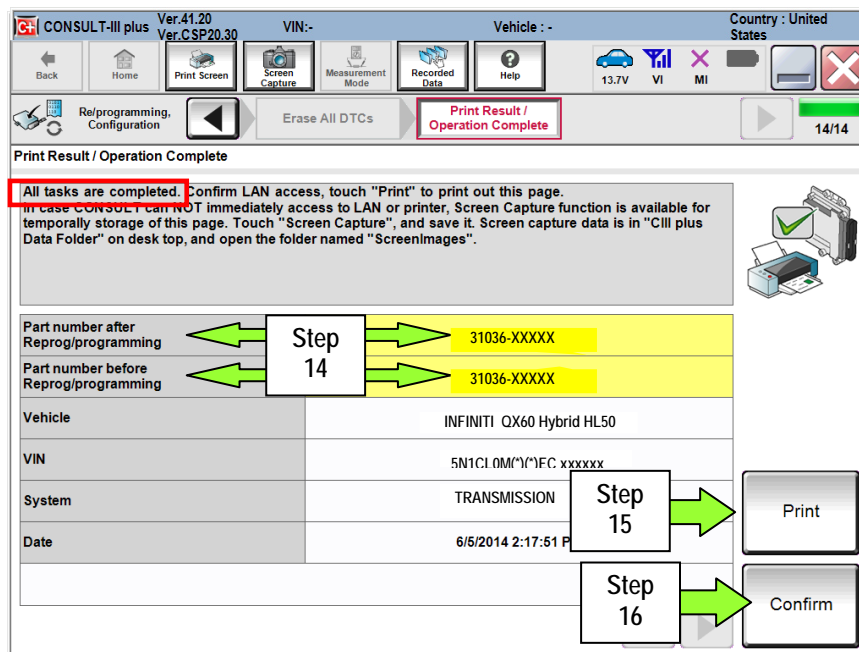 CONSULT-III plus
Ver.41.20
Ver.CSP20.30
VIN:-
Vehicle : -
Country : United
States
Back
Home
Print Screen
Screen
Capture
Measurement
Mode
Recorded
Data
Help
13.7V
VI
MI
Re/programming,
Configuration
Erase All DTCs
Print Result /
Operation Complete
14/14
Print Result / Operation Complete
All tasks are completed. Confirm LAN access, touch "Print" to print out this page.
In case CONSULT can NOT immediately access to LAN or printer, Screen Capture function is available for
temporally storage of this page. Touch "Screen Capture", and save it. Screen capture data is in "CIII plus
Data Folder" on desk top, and open the folder named "ScreenImages".
Part number after
Reprog/programming
31036-XXXXX
Step
14
Part number before
Reprog/programming
31036-XXXXX
Vehicle
INFINITI QX60 Hybrid HL50
VIN
5N1CL0M(*)(*)EC xxxxxx
System
TRANSMISSION
Step
15
Print
Date
6/5/2014 2:17:51 P
Step
16
Confirm